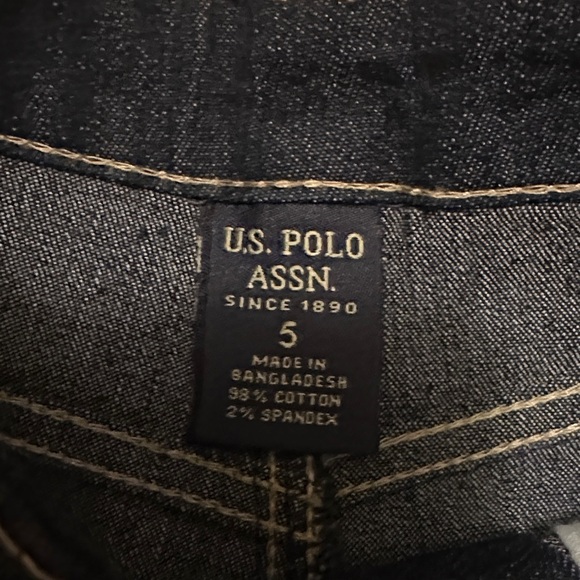 U.S. POLO
ASSN.
SINCE 1890
5
MADE IN
BANGLADESH
98% COTTON
2% SPANDEX